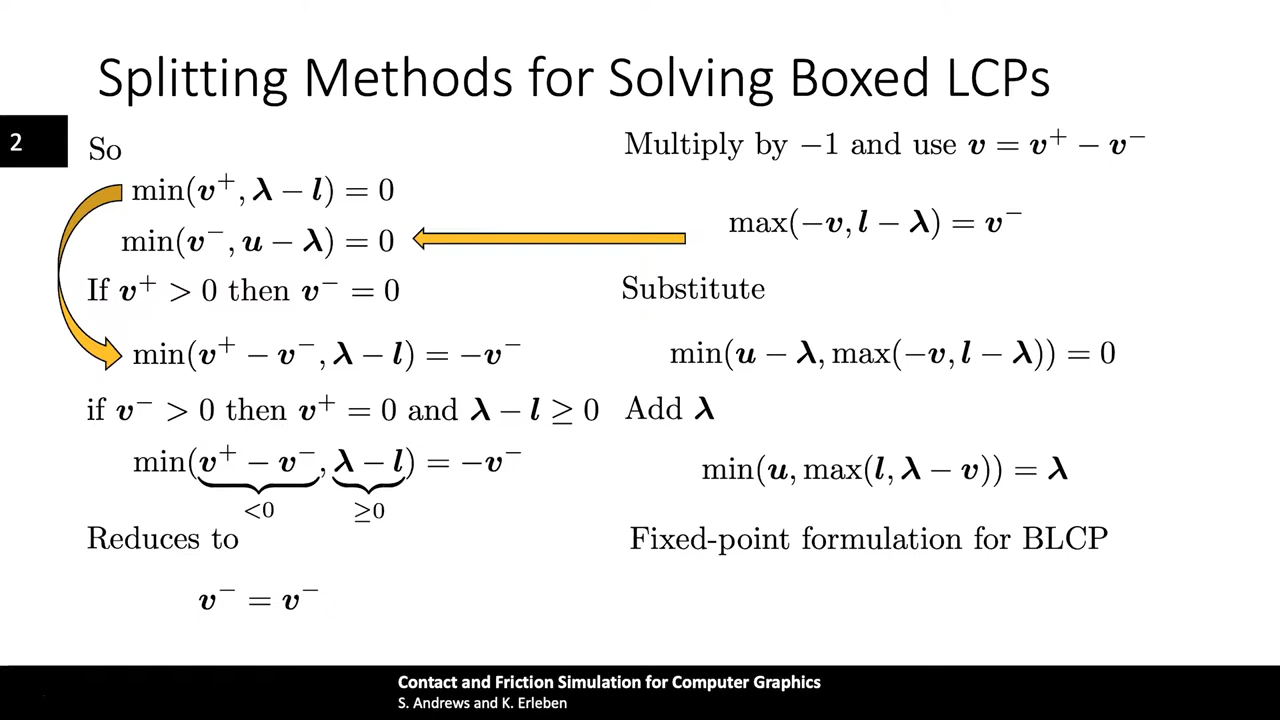 Splitting Methods for Solving Boxed LCPs
2
So
min(v⁺, λ − l) = 0
min(v⁻, u − λ) = 0
If v⁺ > 0 then v⁻ = 0
min(v⁺ − v⁻, λ − l) = −v⁻
if v⁻ > 0 then v⁺ = 0 and λ − l ≥ 0
min(v⁺ − v⁻, λ − l) = −v⁻
<0 ≥0
Reduces to
v⁻ = v⁻
Multiply by −1 and use v = v⁺ − v⁻
max(−v, l − λ) = v⁻
Substitute
min(u − λ, max(−v, l − λ)) = 0
Add λ
min(u, max(l, λ − v)) = λ
Fixed-point formulation for BLCP
Contact and Friction Simulation for Computer Graphics
S. Andrews and K. Erleben